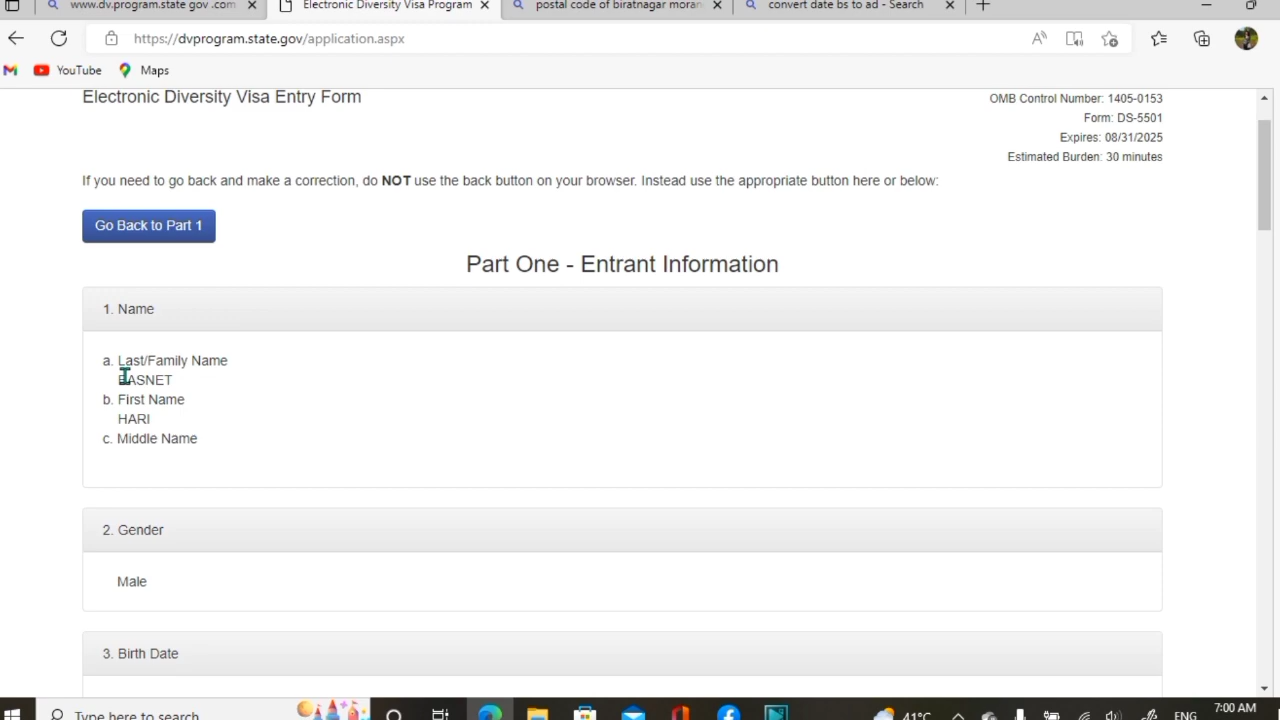 www.dv.program.state gov .com
Electronic Diversity Visa Program
postal code of biratnagar moran
convert date bs to ad - Search
https://dvprogram.state.gov/application.aspx
YouTube
Maps
Electronic Diversity Visa Entry Form
OMB Control Number: 1405-0153
Form: DS-5501
Expires: 08/31/2025
Estimated Burden: 30 minutes
If you need to go back and make a correction, do NOT use the back button on your browser. Instead use the appropriate button here or below:
Go Back to Part 1
Part One - Entrant Information
1. Name
a. Last/Family Name
BASNET
b. First Name
HARI
c. Middle Name
2. Gender
Male
3. Birth Date
Type here to search
41°C
ENG
7:00 AM